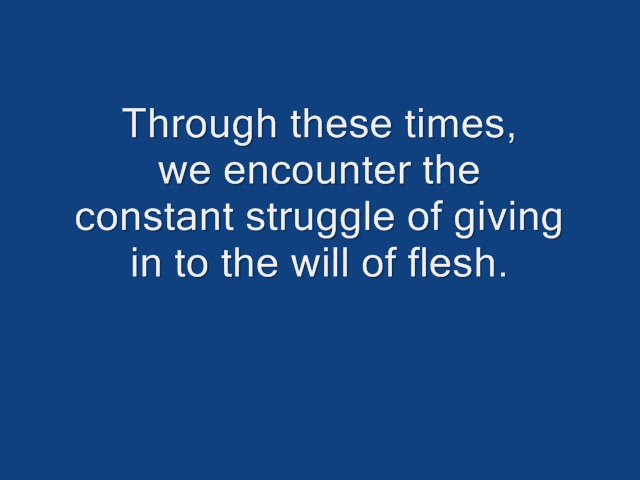 Through these times,
we encounter the
constant struggle of giving
in to the will of flesh.